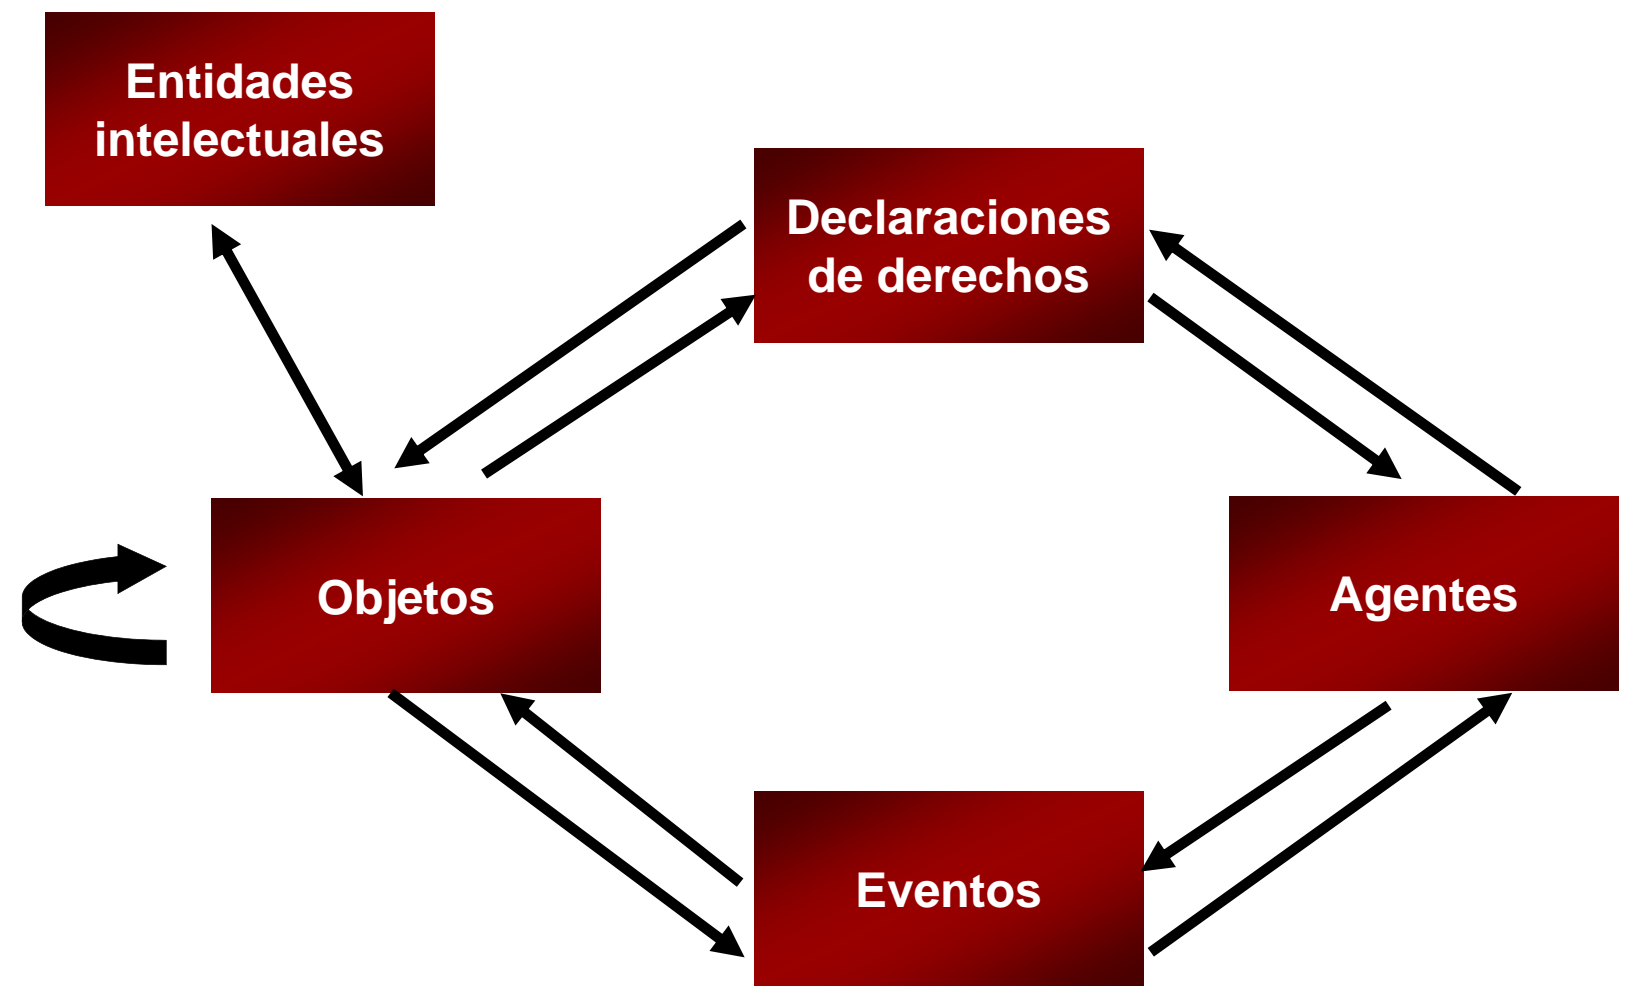 Entidades
intelectuales
Declaraciones
de derechos
Objetos
Agentes
Eventos